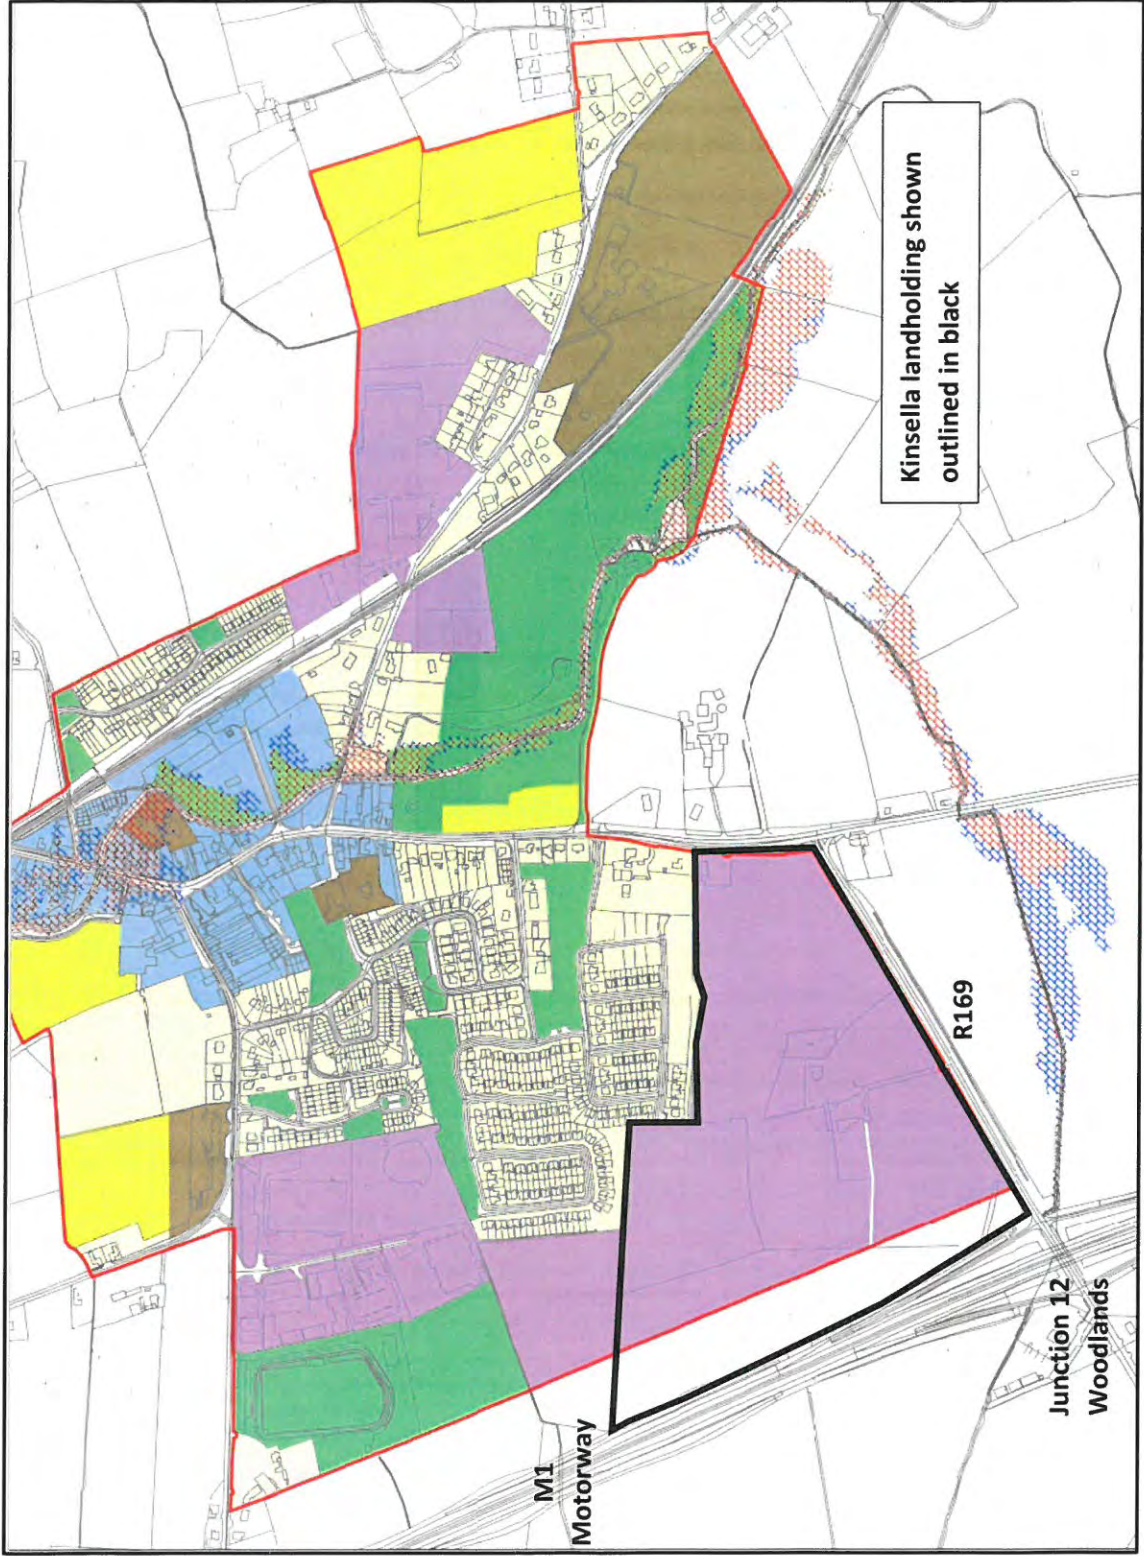 M1
Motorway
Junction 12
Woodlands
R169
Kinsella landholding shown
outlined in black